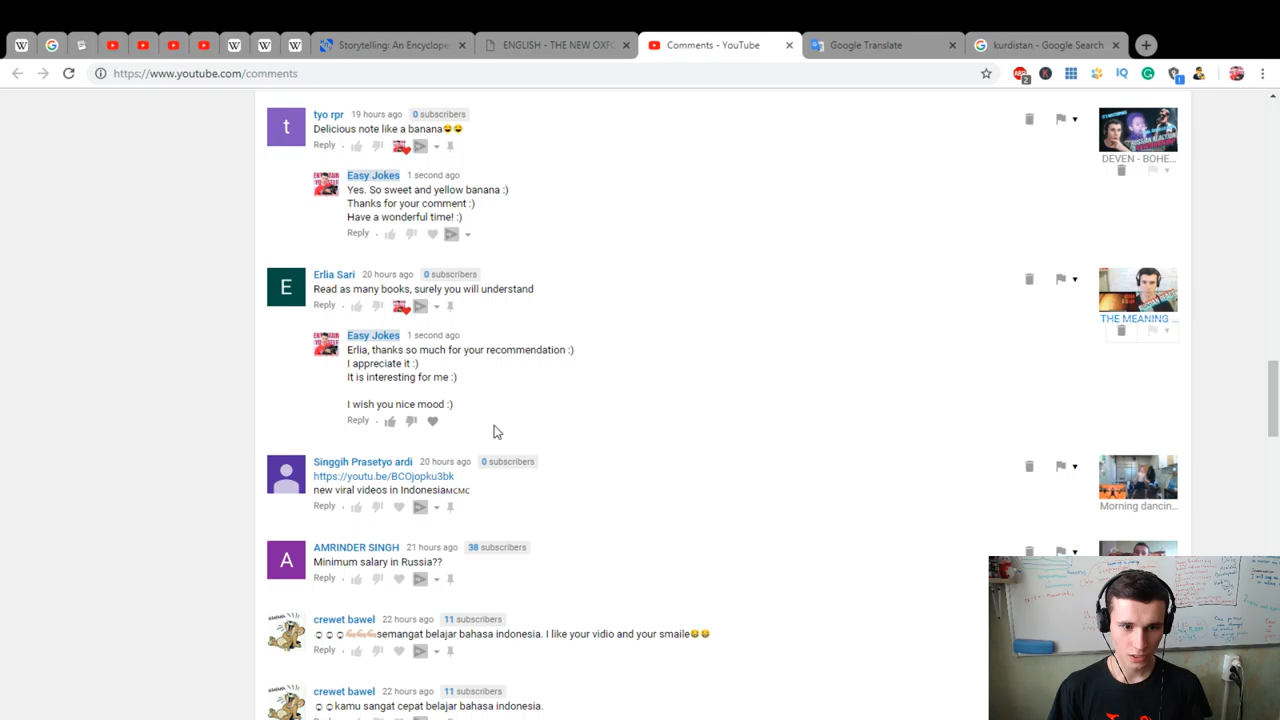 Storytelling: An Encyclope
ENGLISH - THE NEW OXFO
Comments - YouTube
Google Translate
kurdistan - Google Search
https://www.youtube.com/comments
tyo rpr 19 hours ago 0 subscribers
Delicious note like a banana😄😄
Reply
DEVEN - BOHE...
Easy Jokes 1 second ago
Yes. So sweet and yellow banana :)
Thanks for your comment :)
Have a wonderful time! :)
Reply
Erlia Sari 20 hours ago 0 subscribers
Read as many books, surely you will understand
Reply
THE MEANING ...
Easy Jokes 1 second ago
Erlia, thanks so much for your recommendation :)
I appreciate it :)
It is interesting for me :)
I wish you nice mood :)
Reply
Singgih Prasetyo ardi 20 hours ago 0 subscribers
https://youtu.be/BCOjopku3bk
new viral videos in Indonesiaмсмс
Reply
Morning dancin...
AMRINDER SINGH 21 hours ago 38 subscribers
Minimum salary in Russia??
Reply
crewet bawel 22 hours ago 11 subscribers
semangat belajar bahasa indonesia. I like your vidio and your smaile😂😂
Reply
crewet bawel 22 hours ago 11 subscribers
kamu sangat cepat belajar bahasa indonesia.